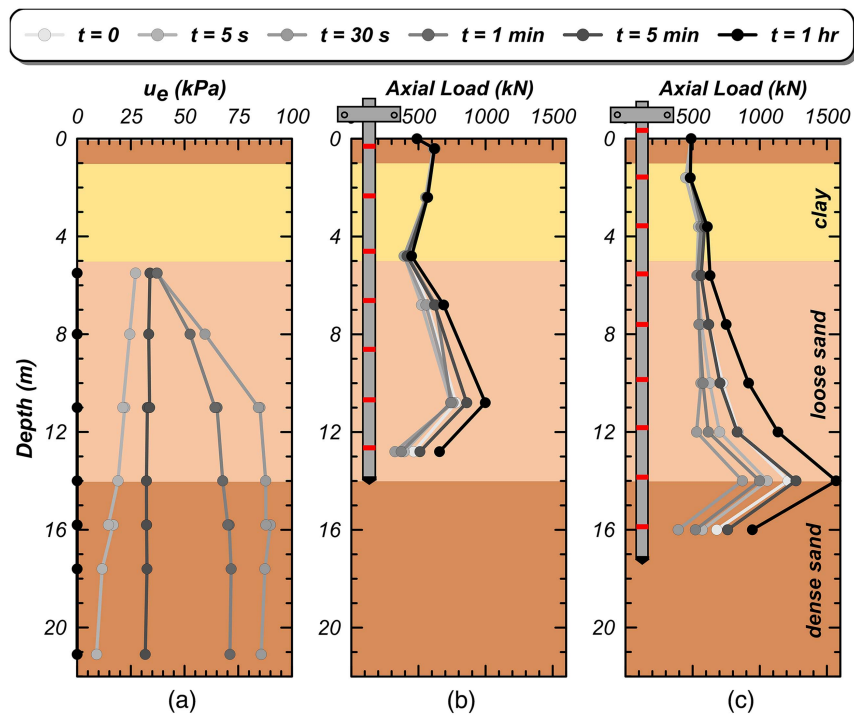 t = 0 t = 5 s t = 30 s t = 1 min t = 5 min t = 1 hr
ue (kPa) Axial Load (kN) Axial Load (kN)
0 25 50 75 100 500 1000 1500 500 1000 1500
0 0 0
4 4 4
8 8 8
12 12 12
16 16 16
20 20 20
Depth (m)
clay
loose sand
dense sand
(a) (b) (c)